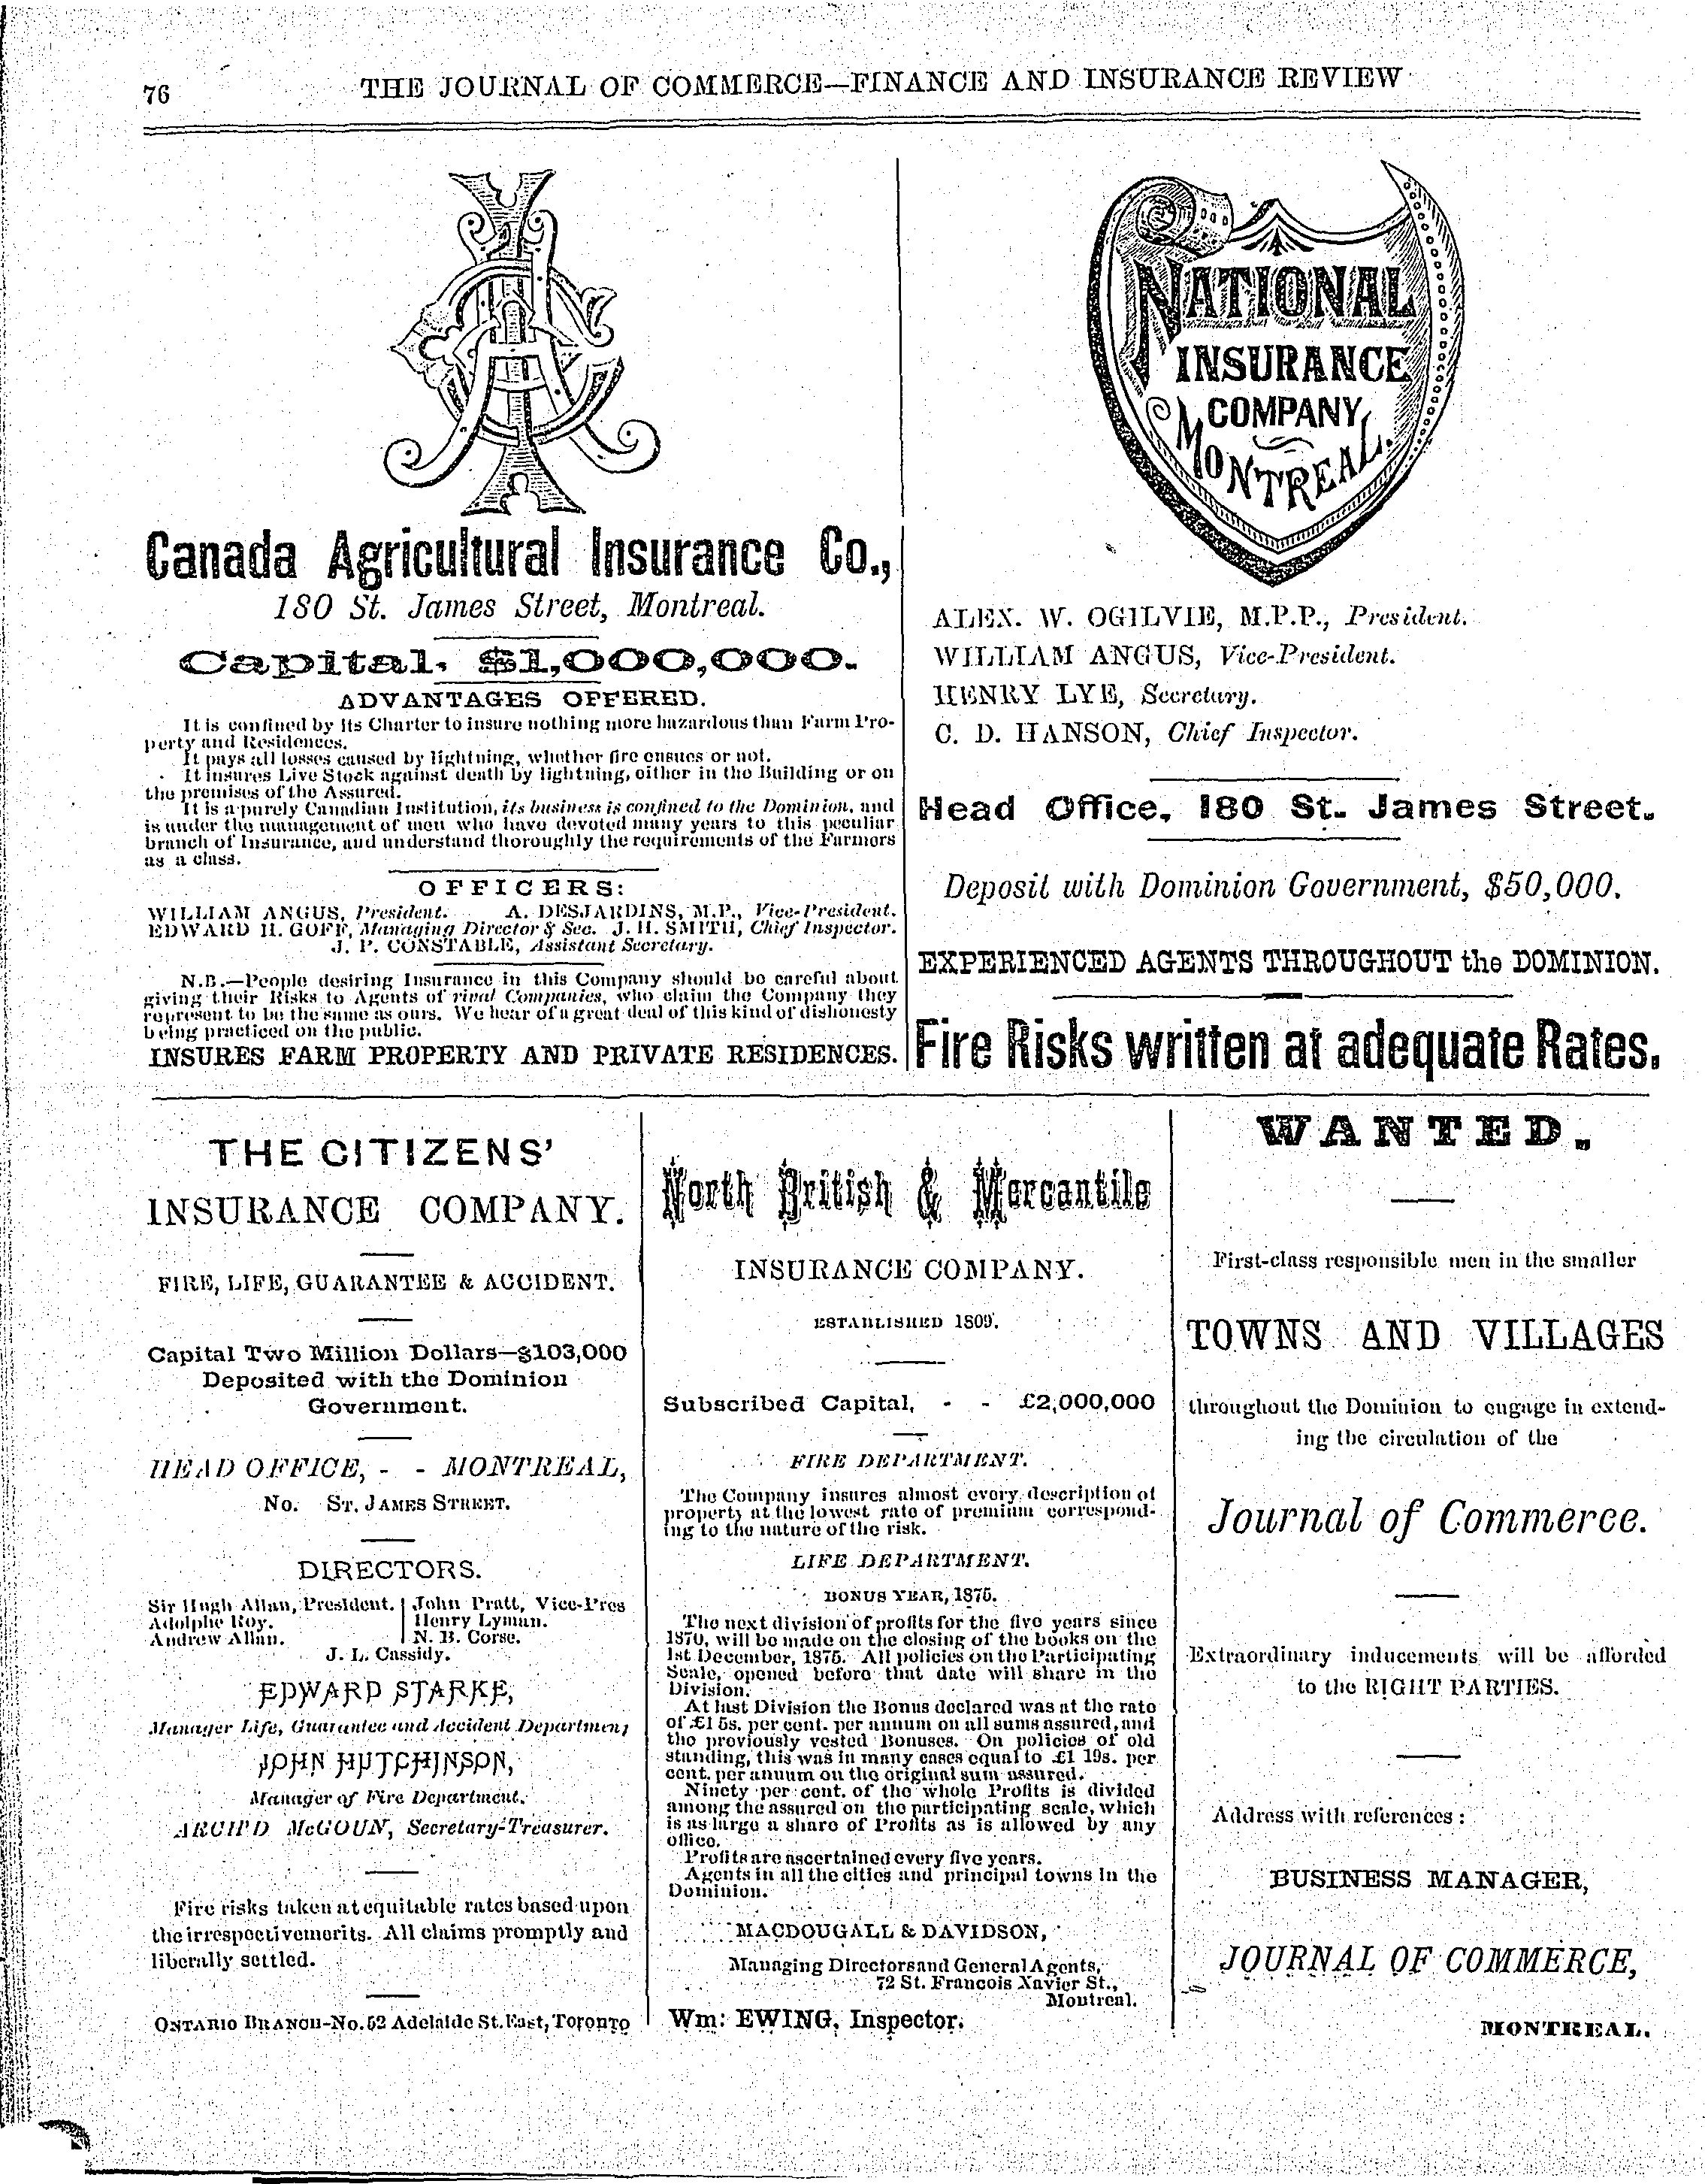 76
THE JOURNAL OF COMMERCE—FINANCE AND INSURANCE REVIEW
Canada Agricultural Insurance Co.,
180 St. James Street, Montreal.
Capital, $1,000,000.
ADVANTAGES OFFERED.
It is confined by its Charter to insure nothing more hazardous than Farm Pro-
perty and Residences.
It pays all losses caused by lightning, whether fire ensues or not.
It insures Live Stock against death by lightning, either in the Building or on
the premises of the Assured.
It is a purely Canadian Institution, its business is confined to the Dominion, and
is under the management of men who have devoted many years to this peculiar
branch of Insurance, and understand thoroughly the requirements of the Farmers
as a class.
OFFICERS:
WILLIAM ANGUS, President. A. DESJARDINS, M.P., Vice-President.
EDWARD H. GOFF, Managing Director & Sec. J. H. SMITH, Chief Inspector.
J. P. CONSTABLE, Assistant Secretary.
N.B.—People desiring Insurance in this Company should be careful about
giving their Risks to Agents of rival Companies, who claim the Company they
represent to be the same as ours. We hear of a great deal of this kind of dishonesty
being practiced on the public.
INSURES FARM PROPERTY AND PRIVATE RESIDENCES.
NATIONAL
INSURANCE
COMPANY
MONTREAL.
ALEX. W. OGILVIE, M.P.P., President.
WILLIAM ANGUS, Vice-President.
HENRY LYE, Secretary.
C. D. HANSON, Chief Inspector.
Head Office, 180 St. James Street.
Deposit with Dominion Government, $50,000.
EXPERIENCED AGENTS THROUGHOUT the DOMINION.
Fire Risks written at adequate Rates.
THE CITIZENS'
INSURANCE COMPANY.
FIRE, LIFE, GUARANTEE & ACCIDENT.
Capital Two Million Dollars—$103,000
Deposited with the Dominion
Government.
HEAD OFFICE, - - MONTREAL,
No. ST. JAMES STREET.
DIRECTORS.
Sir Hugh Allan, President. John Pratt, Vice-Pres
Adolphe Roy. Henry Lyman.
Andrew Allan. N. B. Corse.
J. L. Cassidy.
EDWARD STARKE,
Manager Life, Guarantee and Accident Department
JOHN HUTCHINSON,
Manager of Fire Department.
ARCH'D McGOUN, Secretary-Treasurer.
Fire risks taken at equitable rates based upon
the irrespectivemerits. All claims promptly and
liberally settled.
ONTARIO BRANCH-No. 52 Adelaide St. East, Toronto
North British & Mercantile
INSURANCE COMPANY.
ESTABLISHED 1809.
Subscribed Capital, - - £2,000,000
FIRE DEPARTMENT.
The Company insures almost every description of
property at the lowest rate of premium correspond-
ing to the nature of the risk.
LIFE DEPARTMENT.
BONUS YEAR, 1875.
The next division of profits for the five years since
1870, will be made on the closing of the books on the
1st December, 1875. All policies on the Participating
Scale, opened before that date will share in the
Division.
At last Division the Bonus declared was at the rate
of £1 5s. per cent. per annum on all sums assured, and
the previously vested Bonuses. On policies of old
standing, this was in many cases equal to £1 19s. per
cent. per annum on the original sum assured.
Ninety per cent. of the whole Profits is divided
among the assured on the participating scale, which
is as large a share of Profits as is allowed by any
office.
Profits are ascertained every five years.
Agents in all the cities and principal towns in the
Dominion.
MACDOUGALL & DAVIDSON,
Managing Directors and General Agents,
72 St. Francois Xavier St.,
Montreal.
Wm: EWING, Inspector.
WANTED.
First-class responsible men in the smaller
TOWNS AND VILLAGES
throughout the Dominion to engage in extend-
ing the circulation of the
Journal of Commerce.
Extraordinary inducements will be afforded
to the RIGHT PARTIES.
Address with references:
BUSINESS MANAGER,
JOURNAL OF COMMERCE,
MONTREAL.